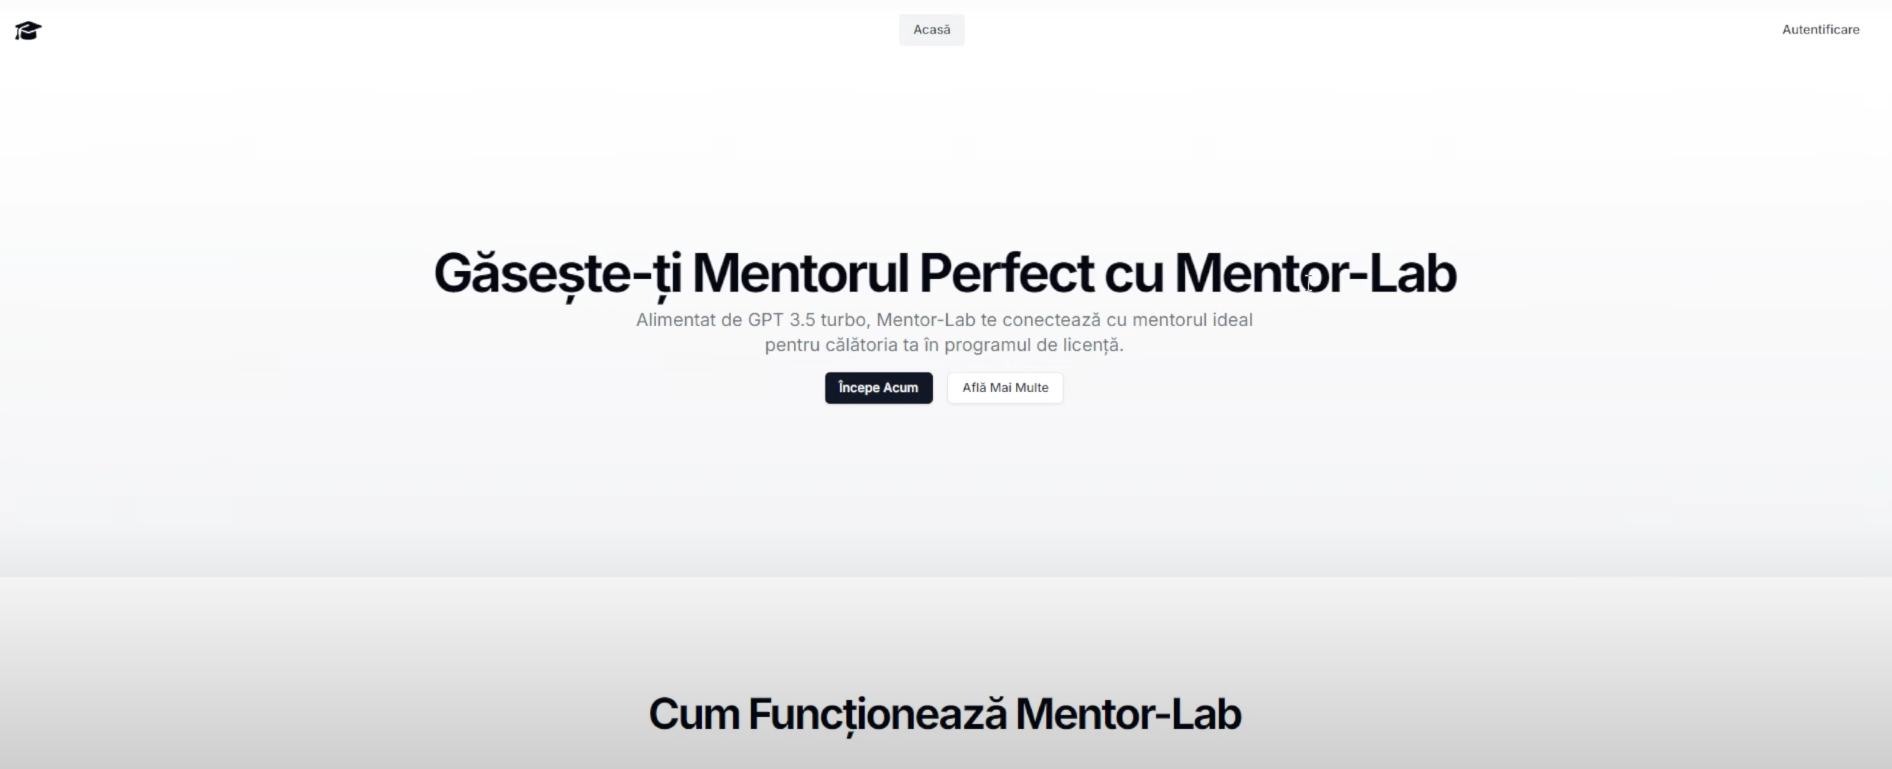 Acasă
Autentificare
Găsește-ți Mentorul Perfect cu Mentor-Lab
Alimentat de GPT 3.5 turbo, Mentor-Lab te conectează cu mentorul ideal
pentru călătoria ta în programul de licență.
Începe Acum
Află Mai Multe
Cum Funcționează Mentor-Lab